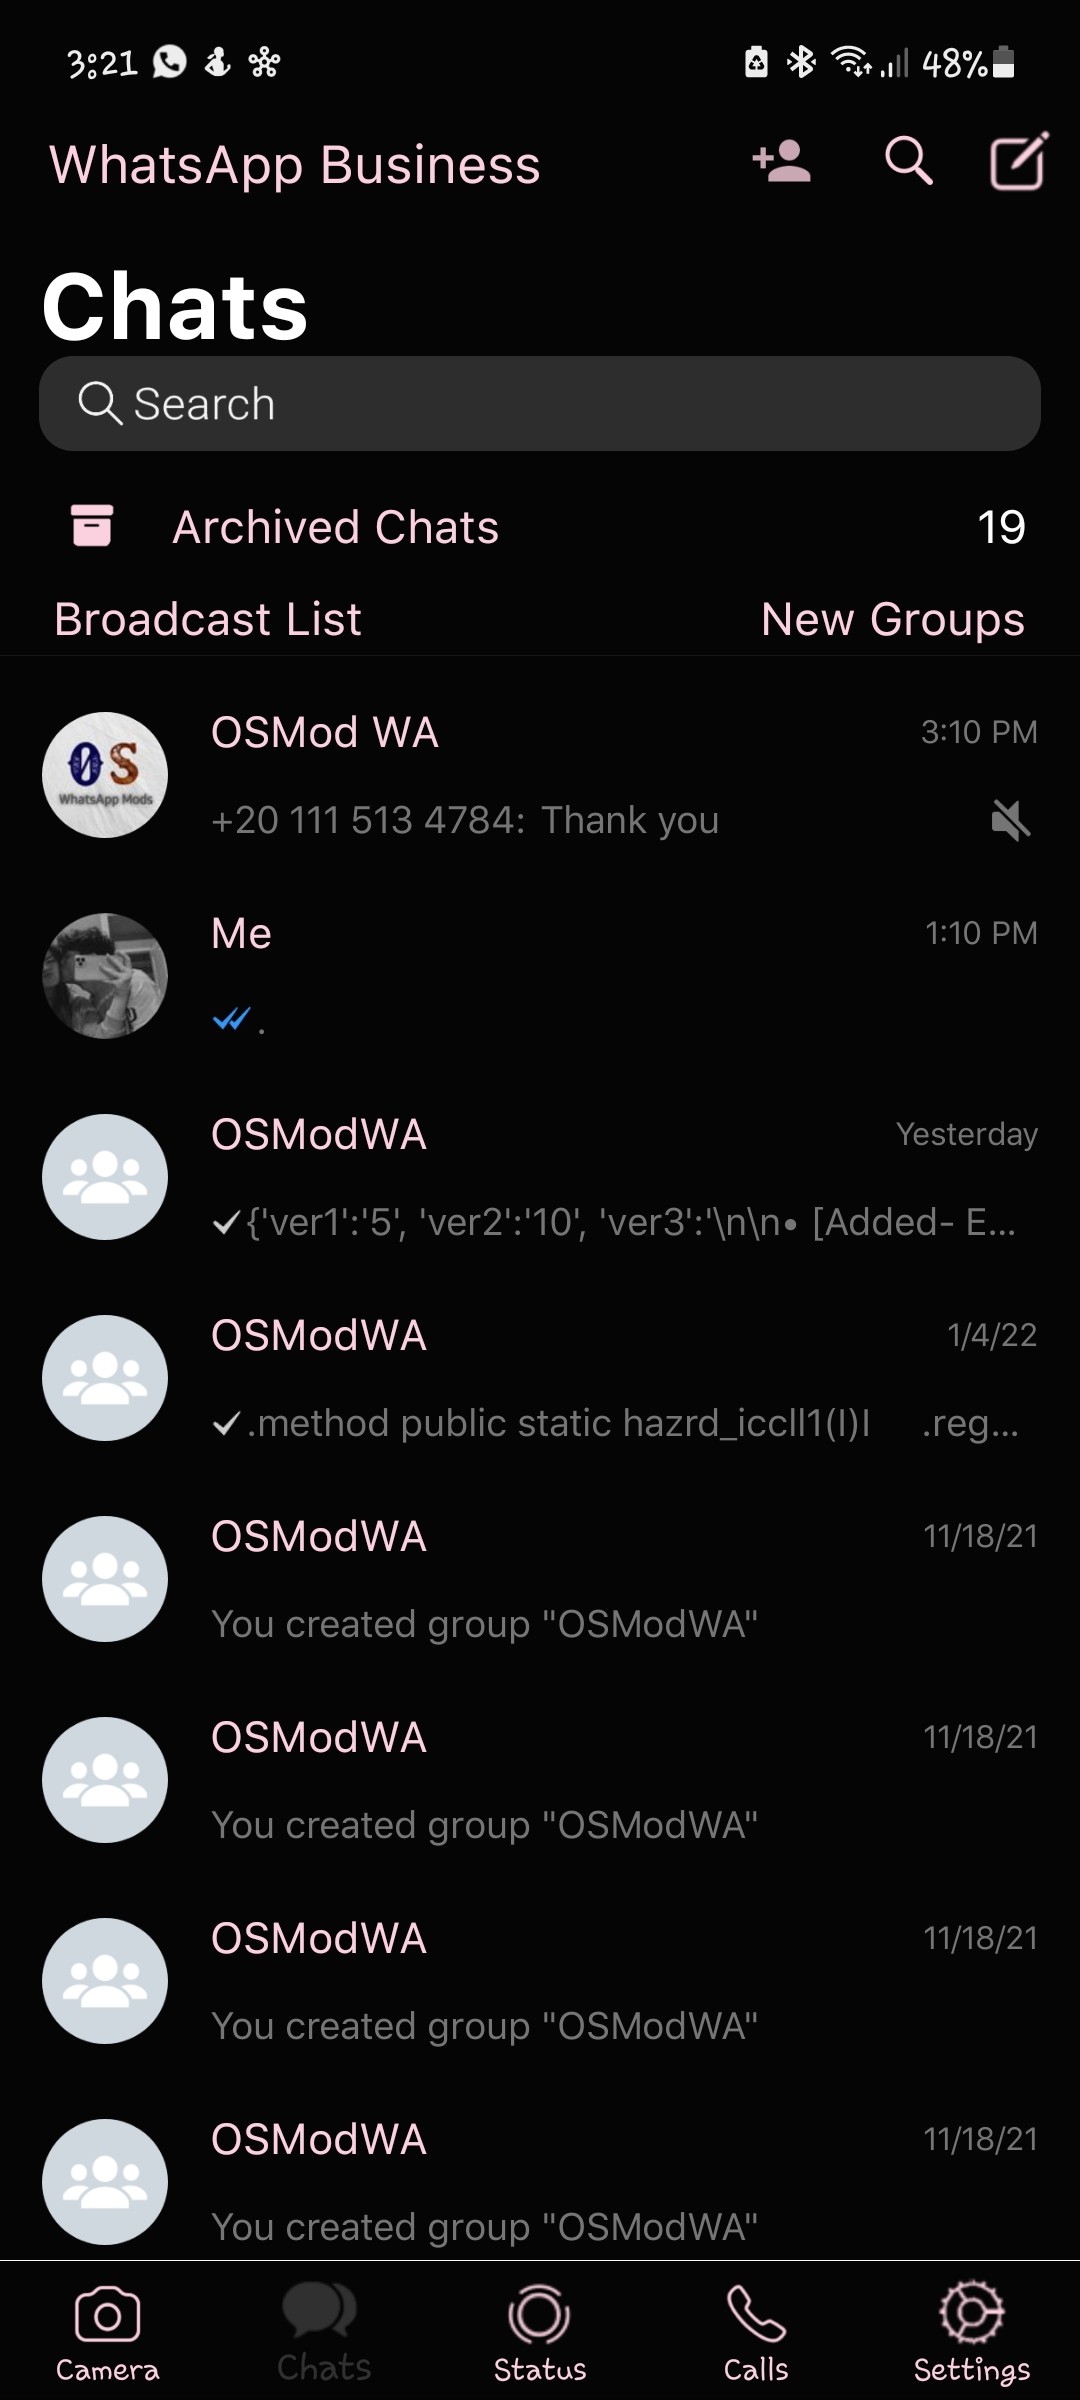 3:21 48%
WhatsApp Business
Chats
Search
Archived Chats 19
Broadcast List New Groups
OS
WhatsApp Mods
OSMod WA 3:10 PM
+20 111 513 4784: Thank you
Me 1:10 PM
.
OSModWA Yesterday
{'ver1':'5', 'ver2':'10', 'ver3':'\n\n• [Added- E...
OSModWA 1/4/22
.method public static hazrd_iccll1(I)I .reg...
OSModWA 11/18/21
You created group "OSModWA"
OSModWA 11/18/21
You created group "OSModWA"
OSModWA 11/18/21
You created group "OSModWA"
OSModWA 11/18/21
You created group "OSModWA"
Camera Chats Status Calls Settings